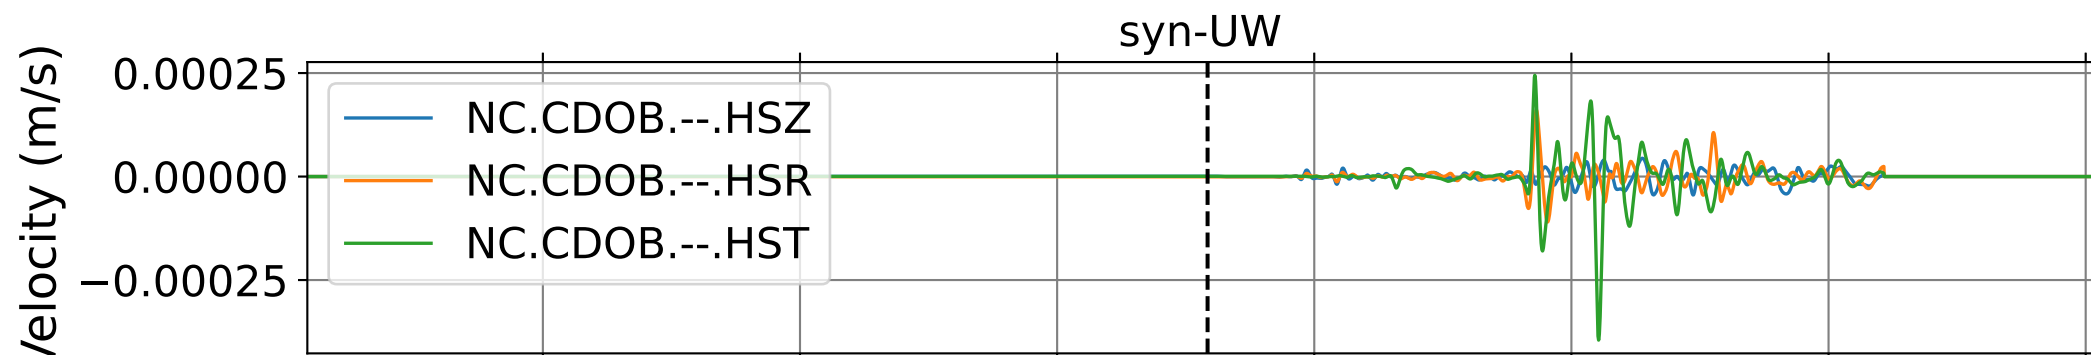 syn-UW
Velocity (m/s)
0.00025
0.00000
−0.00025
NC.CDOB.--.HSZ
NC.CDOB.--.HSR
NC.CDOB.--.HST